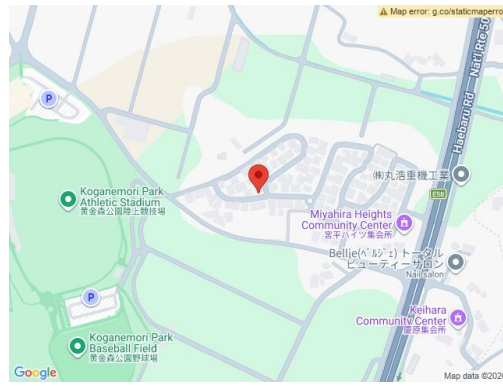 Map error: g.co/staticmaperro
P
Haebaru Rd
Nat'l Rte 50
㈱丸浩重機工業
E58
Koganemori Park
Athletic Stadium
黄金森公園陸上競技場
Miyahira Heights
Community Center
宮平ハイツ集会所
Bellje(ベルジェ) トータル
ビューティーサロン
Nail salon
P
Keihara
Community Center
慶原集会所
Koganemori Park
Baseball Field
黄金森公園野球場
Google
Map data ©202